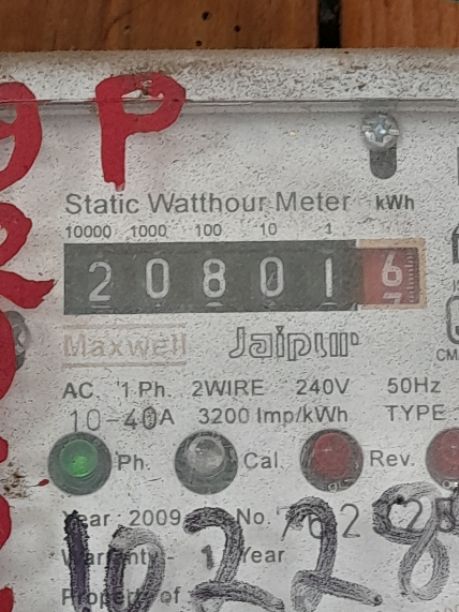 P
Static Watthour Meter kWh
10000 1000 100 10 1
2 0 8 0 1 6
Maxwell Jaipur
AC. 1 Ph. 2WIRE 240V 50Hz
10-40A 3200 Imp/kWh TYPE
Ph. Cal. Rev.
Year 2009 No.
Warranty - 1 Year
Property of